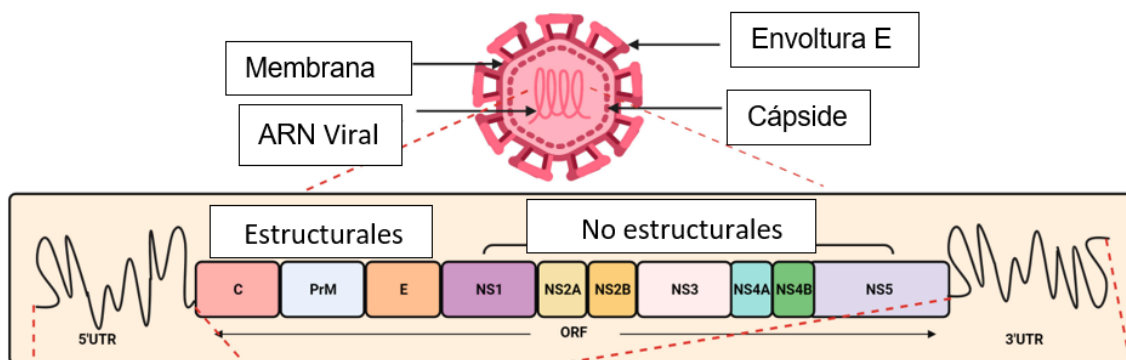 Envoltura E
Membrana
Cápside
ARN Viral
Estructurales
No estructurales
C
PrM
E
NS1
NS2A
NS2B
NS3
NS4A
NS4B
NS5
5'UTR
ORF
3'UTR